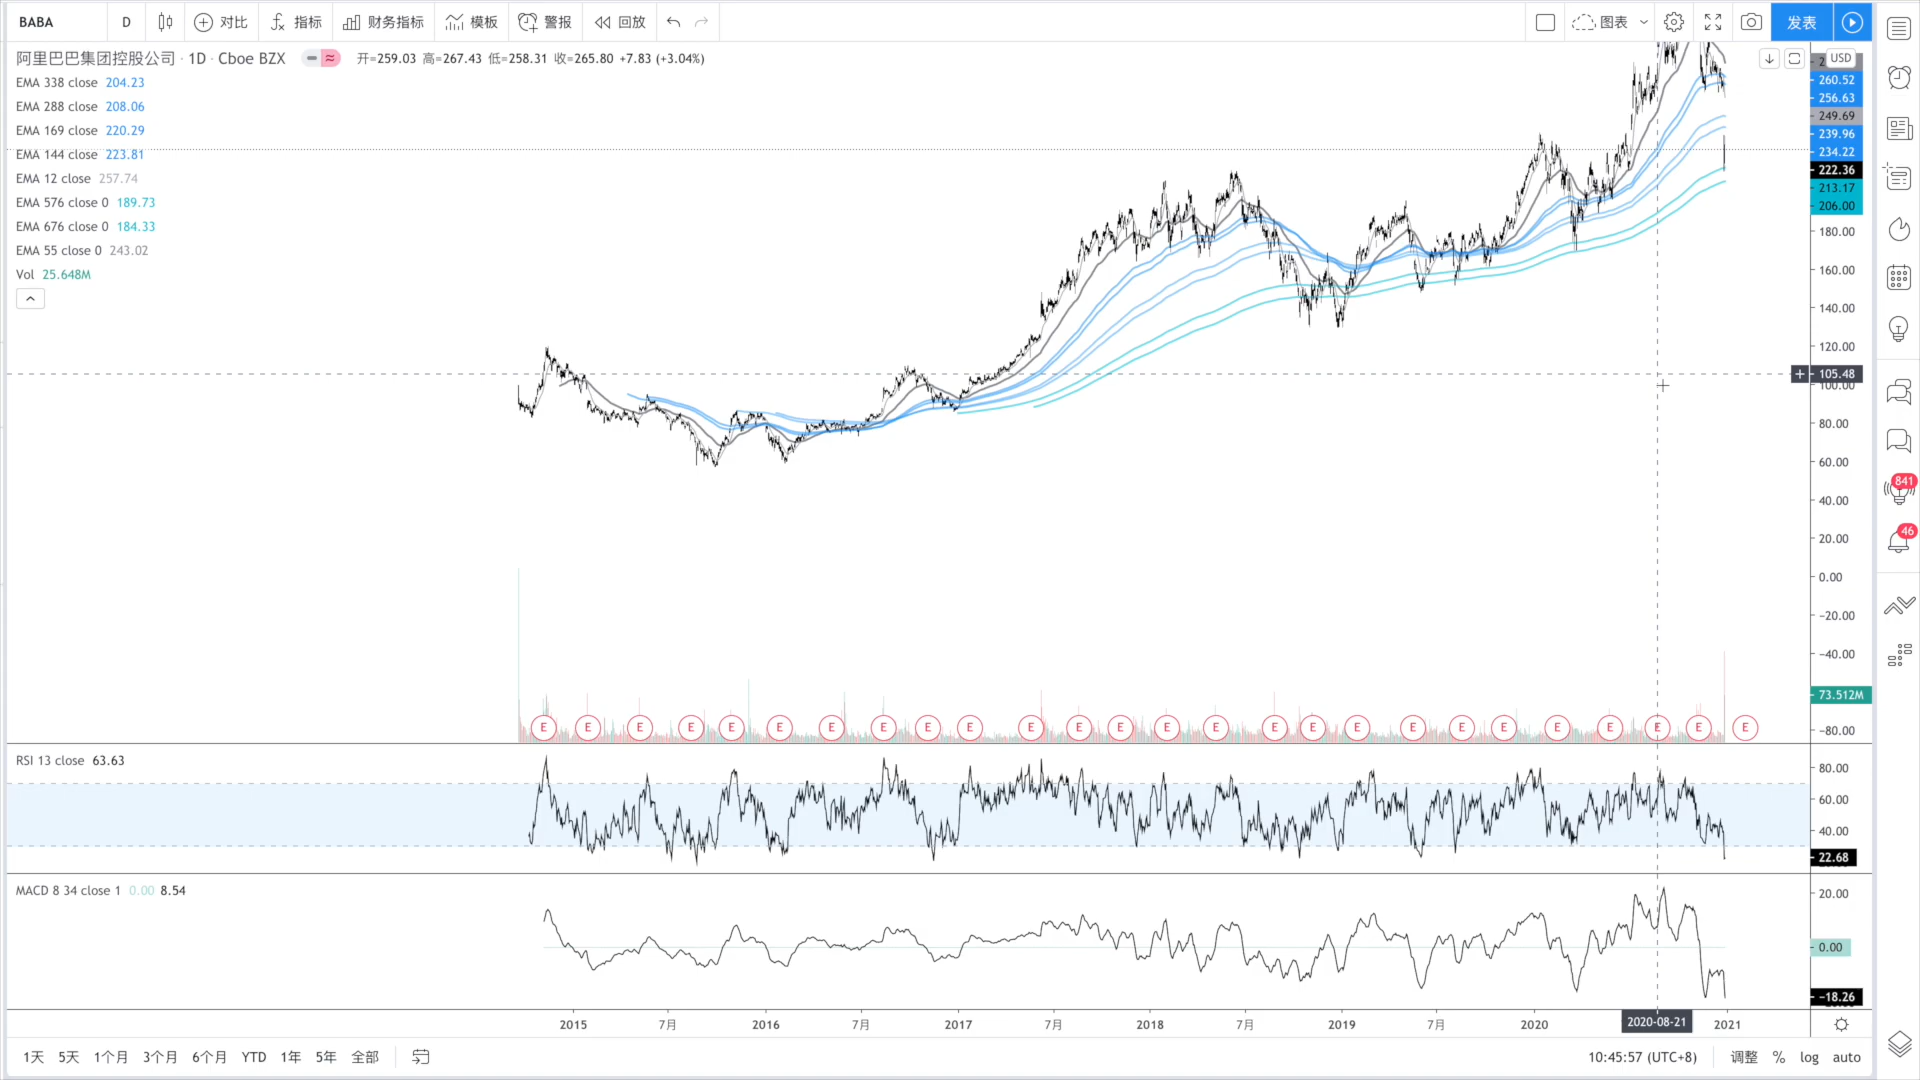 BABA D 对比 指标 财务指标 模板 警报 回放 图表 发表
阿里巴巴集团控股公司 · 1D · Cboe BZX 开=259.03 高=267.43 低=258.31 收=265.80 +7.83 (+3.04%) USD
EMA 338 close 204.23
EMA 288 close 208.06
EMA 169 close 220.29
EMA 144 close 223.81
EMA 12 close 257.74
EMA 576 close 0 189.73
EMA 676 close 0 184.33
EMA 55 close 0 243.02
Vol 25.648M
260.52
256.63
249.69
239.96
234.22
222.36
213.17
206.00
180.00
160.00
140.00
120.00
105.48
100.00
80.00
60.00
40.00
20.00
0.00
−20.00
−40.00
73.512M
−80.00
E E E E E E E E E E E E E E E E E E E E E E E E E E
841
46
RSI 13 close 63.63
80.00
60.00
40.00
22.68
MACD 8 34 close 1 0.00 8.54
20.00
0.00
−18.26
2015 7月 2016 7月 2017 7月 2018 7月 2019 7月 2020 2020-08-21 2021
1天 5天 1个月 3个月 6个月 YTD 1年 5年 全部 10:45:57 (UTC+8) 调整 % log auto